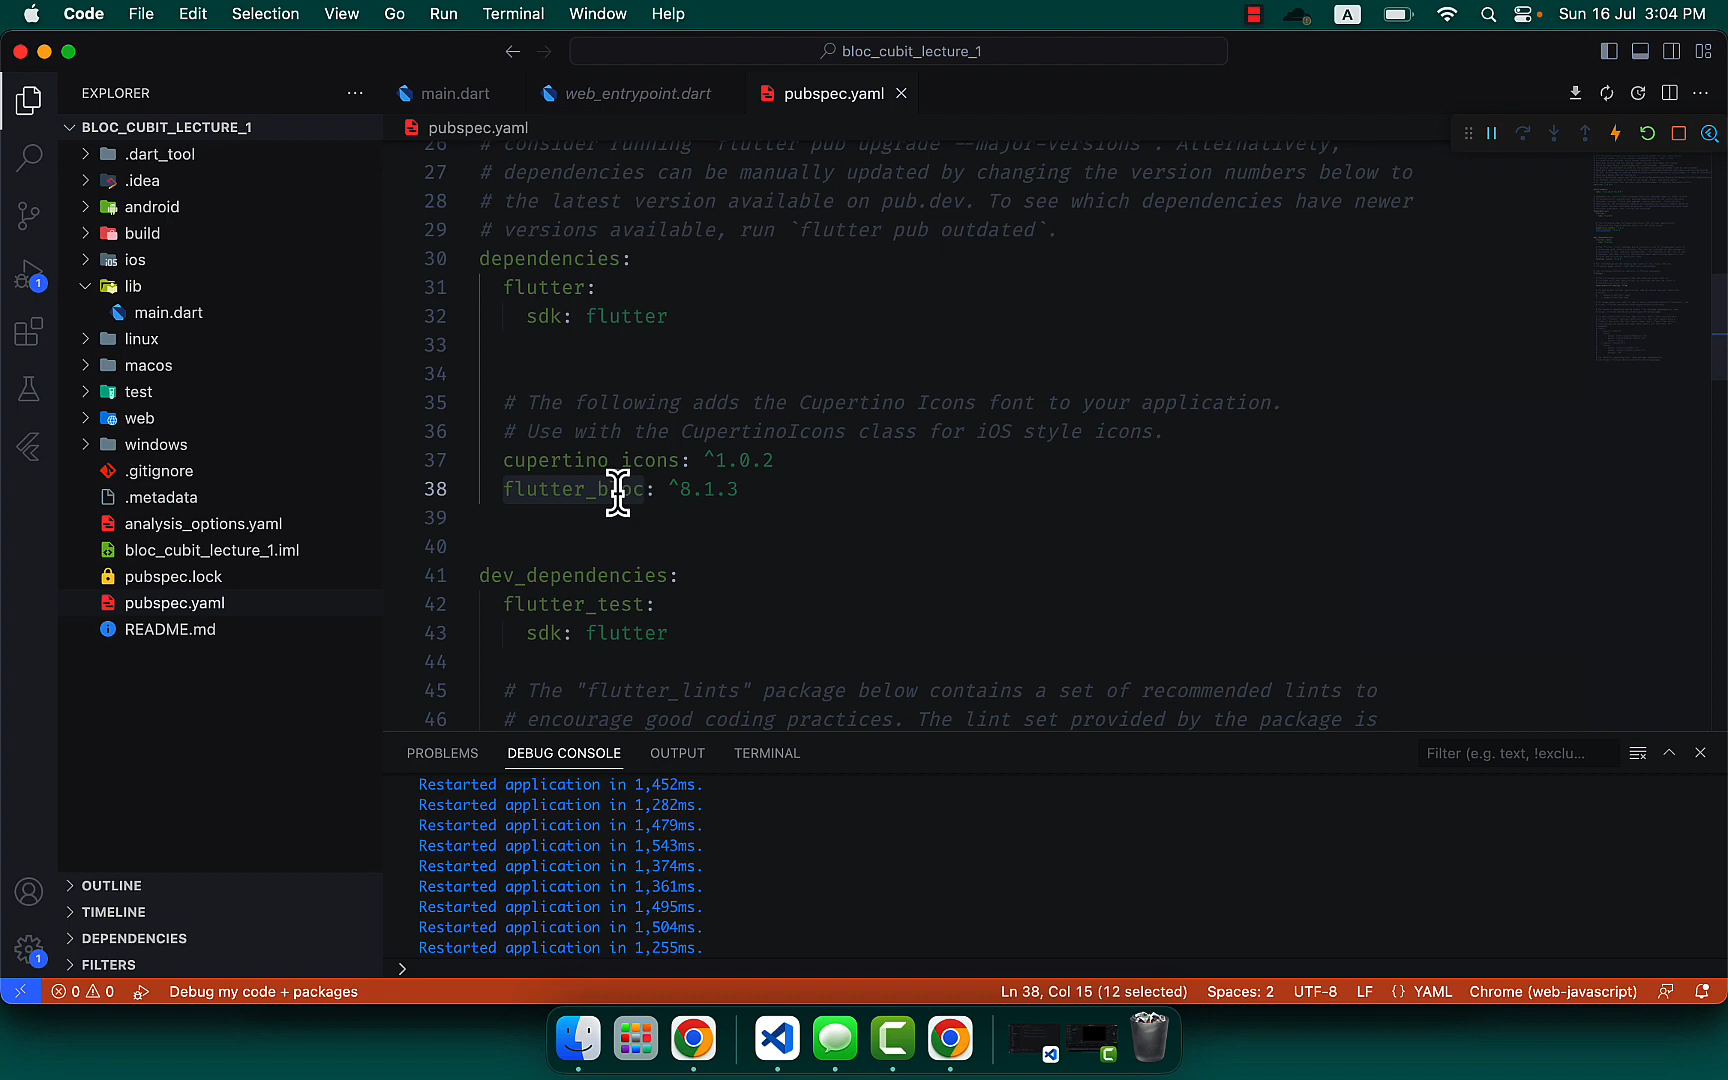 Code File Edit Selection View Go Run Terminal Window Help
A Sun 16 Jul 3:04 PM
bloc_cubit_lecture_1
EXPLORER
main.dart web_entrypoint.dart pubspec.yaml
BLOC_CUBIT_LECTURE_1
.dart_tool
.idea
android
build
ios
lib
main.dart
linux
macos
test
web
windows
.gitignore
.metadata
analysis_options.yaml
bloc_cubit_lecture_1.iml
pubspec.lock
pubspec.yaml
README.md
OUTLINE
TIMELINE
DEPENDENCIES
FILTERS
1
1
pubspec.yaml
26 # consider running `flutter pub upgrade --major-versions`. Alternatively,
27 # dependencies can be manually updated by changing the version numbers below to
28 # the latest version available on pub.dev. To see which dependencies have newer
29 # versions available, run `flutter pub outdated`.
30 dependencies:
31 flutter:
32 sdk: flutter
33
34
35 # The following adds the Cupertino Icons font to your application.
36 # Use with the CupertinoIcons class for iOS style icons.
37 cupertino_icons: ^1.0.2
38 flutter_bloc: ^8.1.3
39
40
41 dev_dependencies:
42 flutter_test:
43 sdk: flutter
44
45 # The "flutter_lints" package below contains a set of recommended lints to
46 # encourage good coding practices. The lint set provided by the package is
PROBLEMS DEBUG CONSOLE OUTPUT TERMINAL Filter (e.g. text, !exclu...
Restarted application in 1,452ms.
Restarted application in 1,282ms.
Restarted application in 1,479ms.
Restarted application in 1,543ms.
Restarted application in 1,374ms.
Restarted application in 1,361ms.
Restarted application in 1,495ms.
Restarted application in 1,504ms.
Restarted application in 1,255ms.
0 0 Debug my code + packages Ln 38, Col 15 (12 selected) Spaces: 2 UTF-8 LF {} YAML Chrome (web-javascript)